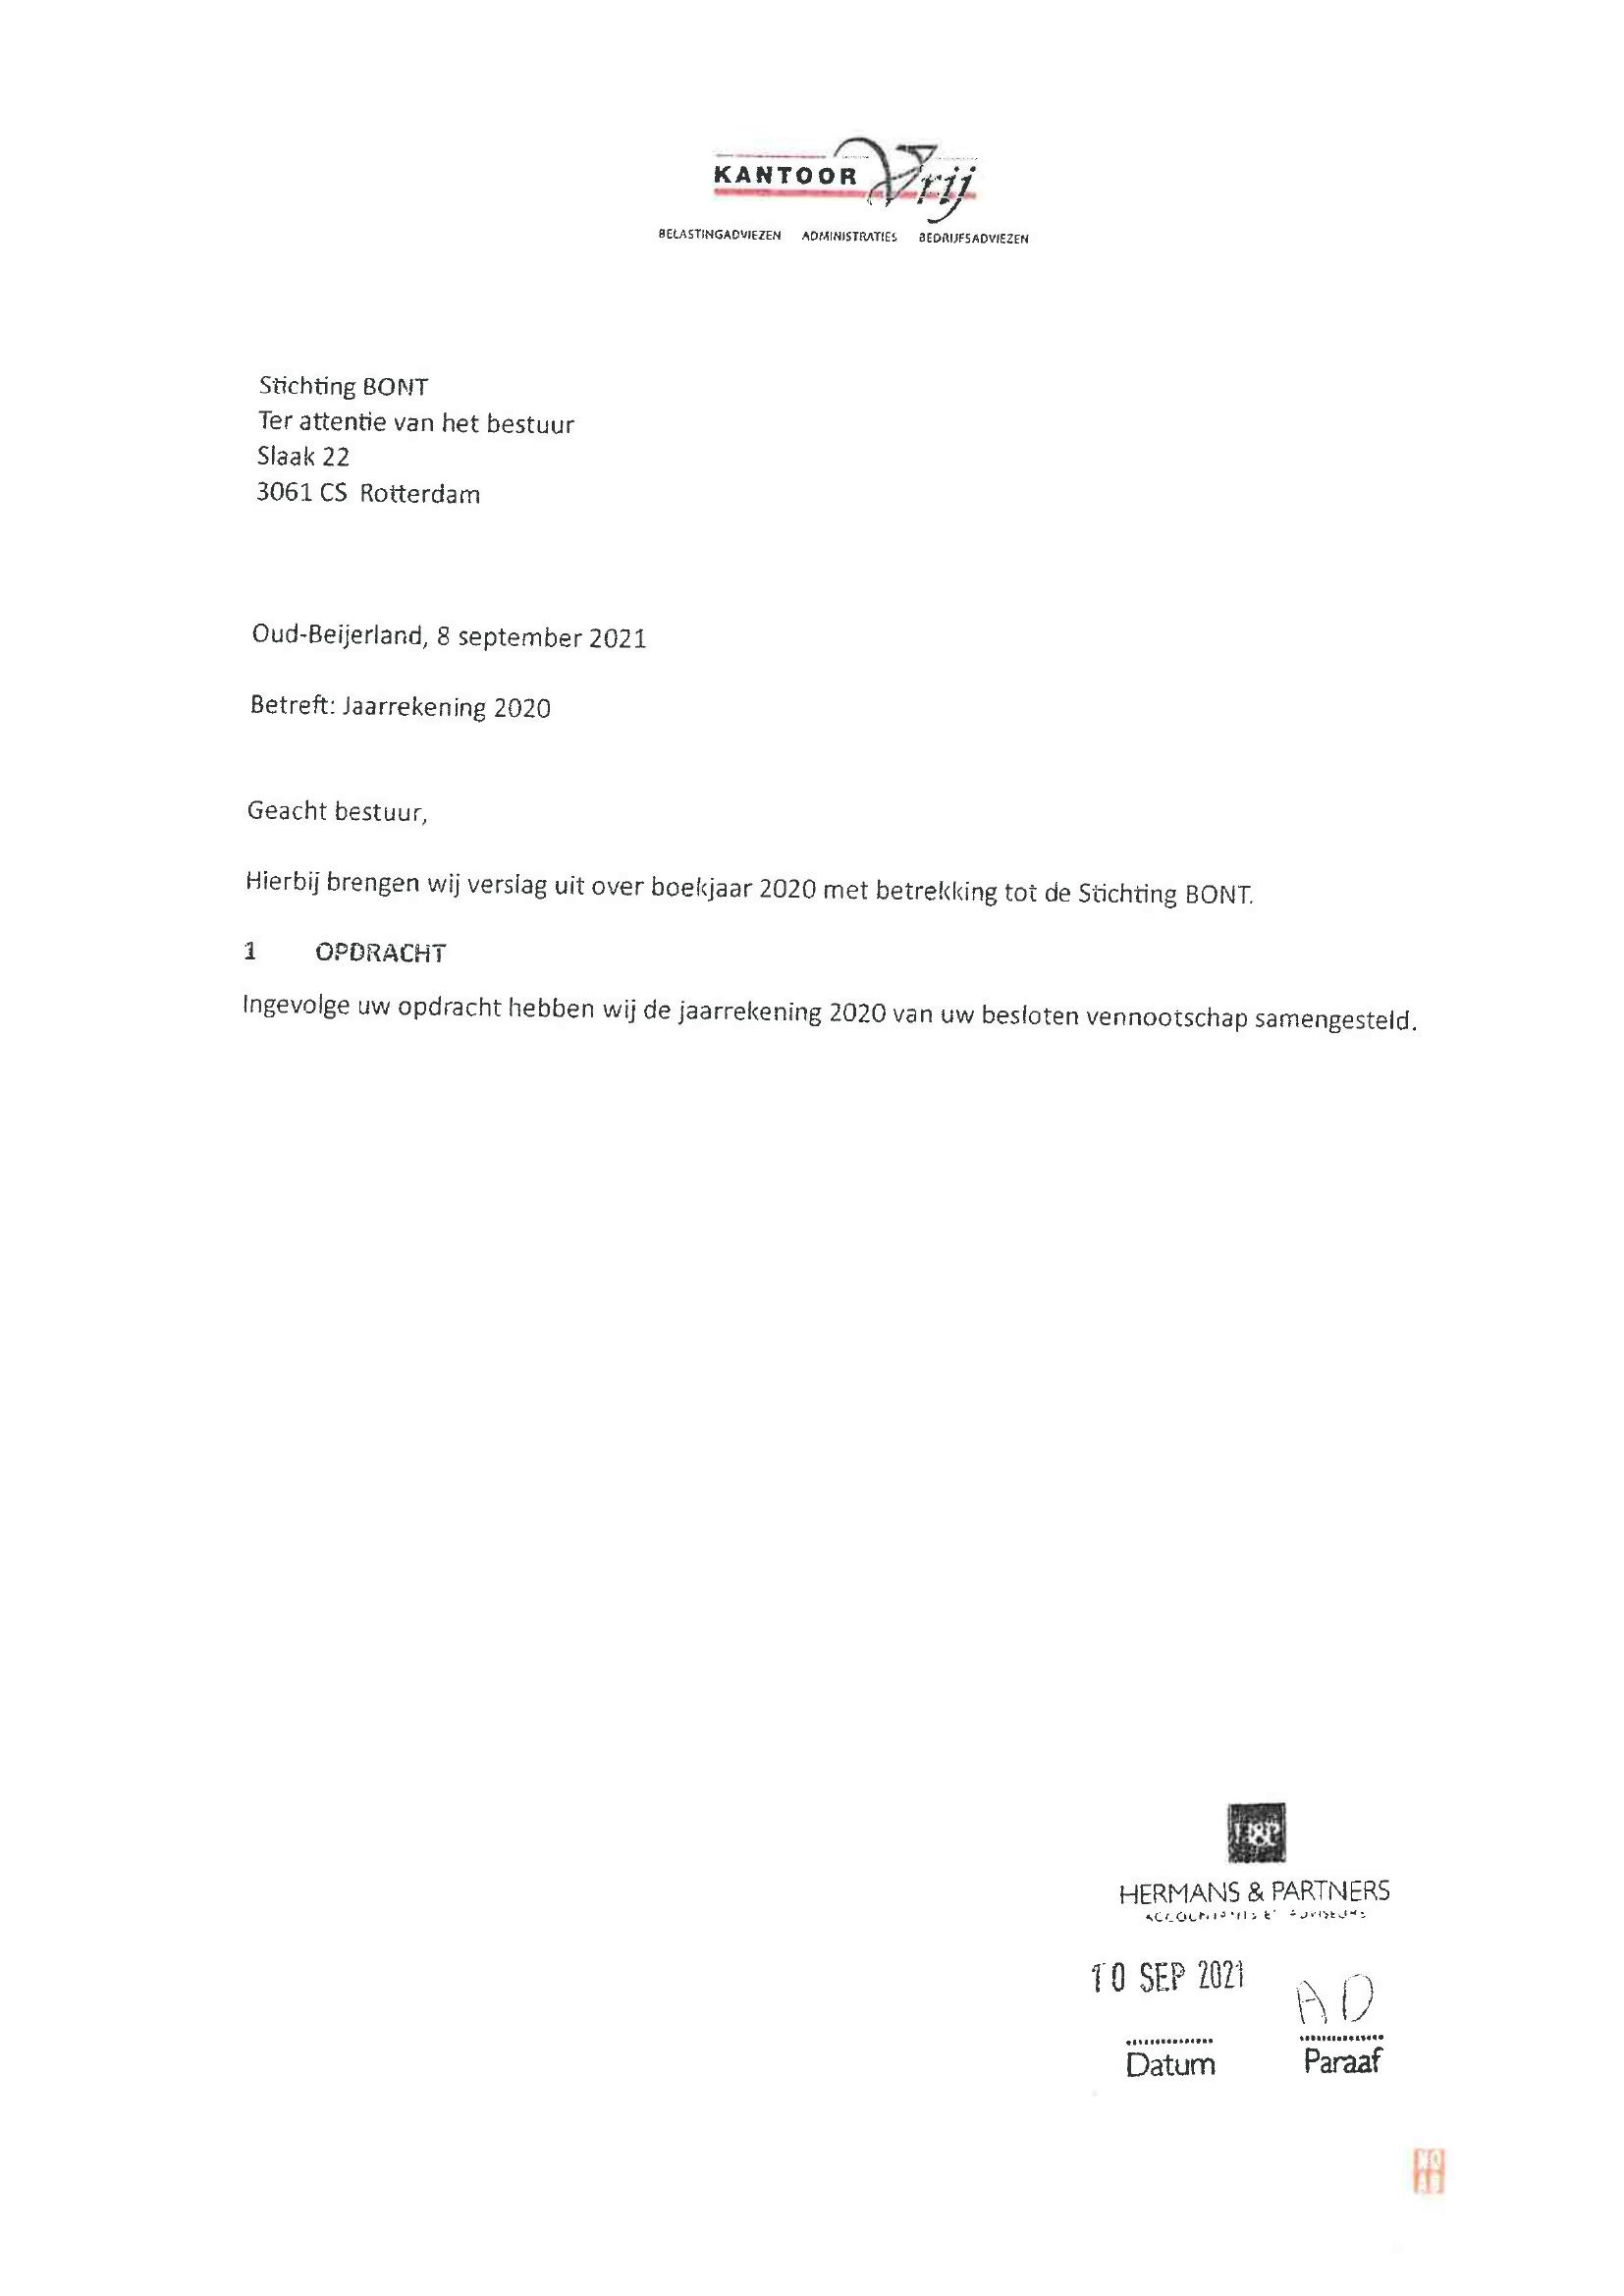 KANTOOR Vrij
BELASTINGADVIEZEN ADMINISTRATIES BEDRIJFSADVIEZEN
Stichting BONT
Ter attentie van het bestuur
Slaak 22
3061 CS Rotterdam
Oud-Beijerland, 8 september 2021
Betreft: Jaarrekening 2020
Geacht bestuur,
Hierbij brengen wij verslag uit over boekjaar 2020 met betrekking tot de Stichting BONT.
1 OPDRACHT
Ingevolge uw opdracht hebben wij de jaarrekening 2020 van uw besloten vennootschap samengesteld.
H&P
HERMANS & PARTNERS
ACCOUNTANTS EN ADVISEURS
10 SEP 2021
AD
Datum Paraaf
NO
AB